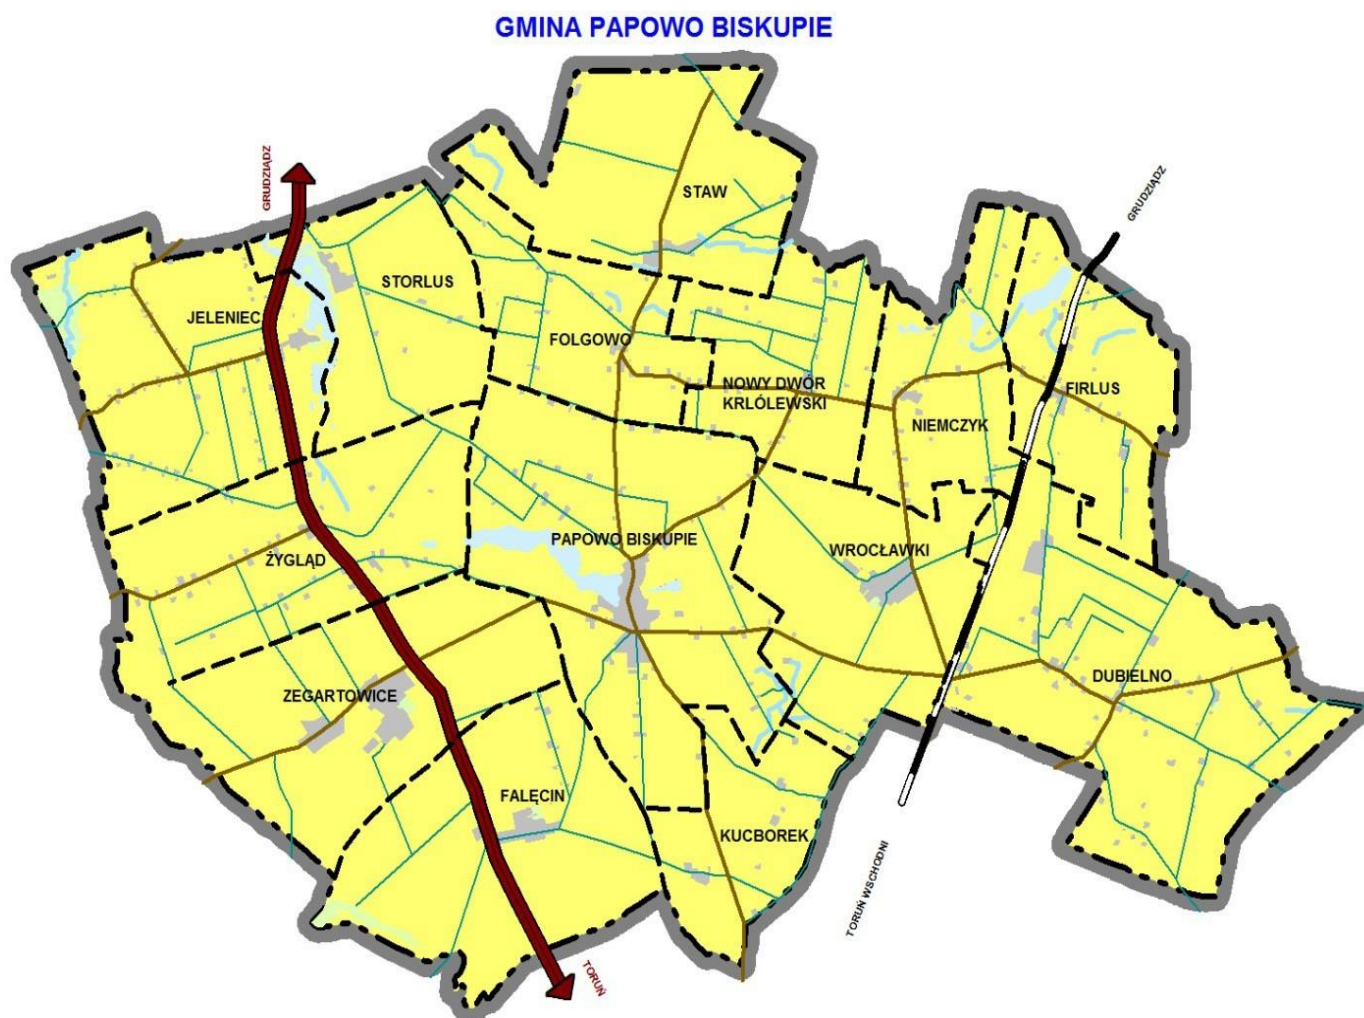 GMINA PAPOWO BISKUPIE
GRUDZIĄDZ
GRUDZIĄDZ
STAW
STORLUS
JELENIEC
FOLGOWO
NOWY DWÓR
KRLÓLEWSKI
FIRLUS
NIEMCZYK
PAPOWO BISKUPIE
WROCŁAWKI
ŻYGLĄD
DUBIELNO
ZEGARTOWICE
FALĘCIN
KUCBOREK
TORUŃ WSCHODNI
TORUŃ